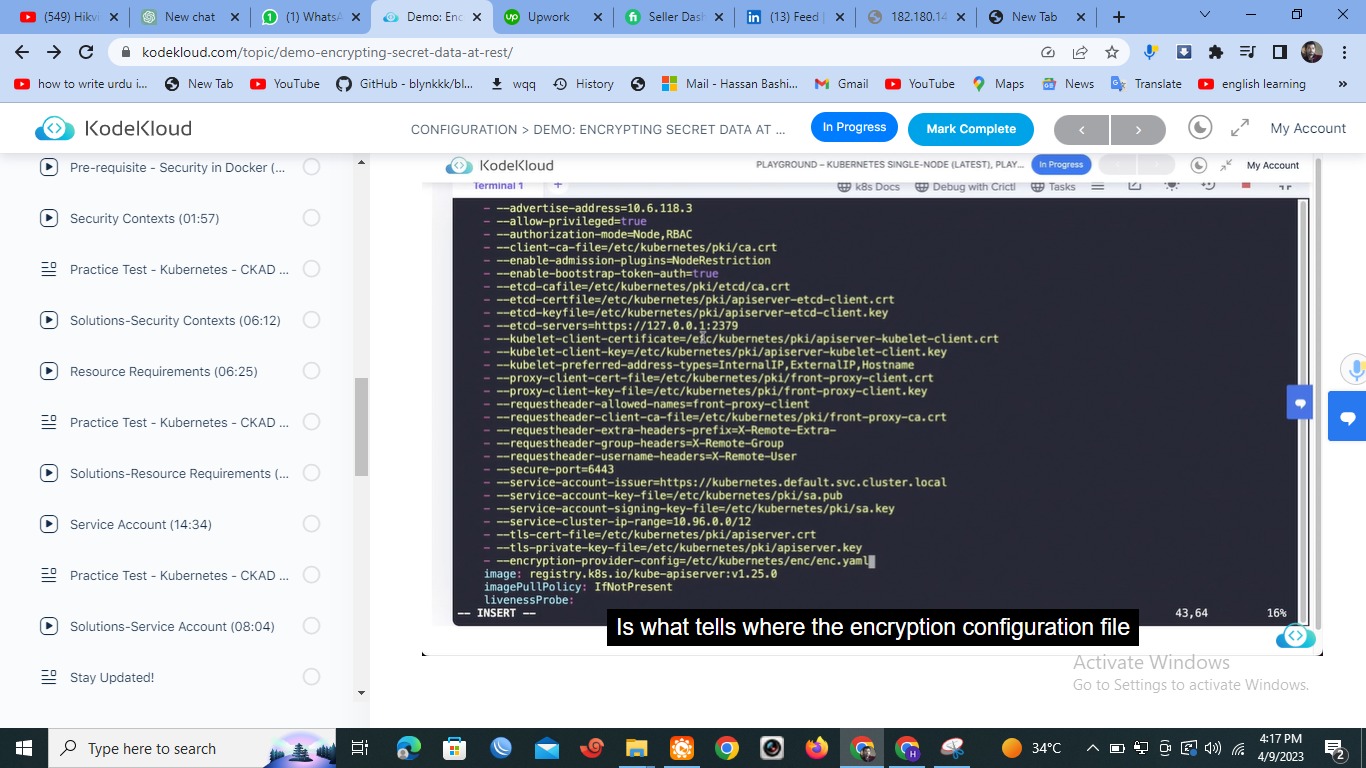 (549) Hikvi
New chat
(1) WhatsA
Demo: Enc
Upwork
Seller Dash
(13) Feed |
182.180.14
New Tab
kodekloud.com/topic/demo-encrypting-secret-data-at-rest/
how to write urdu i...
New Tab
YouTube
GitHub - blynkkk/bl...
wqq
History
Mail - Hassan Bashi...
Gmail
YouTube
Maps
News
Translate
english learning
KodeKloud
CONFIGURATION > DEMO: ENCRYPTING SECRET DATA AT ...
In Progress
Mark Complete
My Account
Pre-requisite - Security in Docker (...
Security Contexts (01:57)
Practice Test - Kubernetes - CKAD ...
Solutions-Security Contexts (06:12)
Resource Requirements (06:25)
Practice Test - Kubernetes - CKAD ...
Solutions-Resource Requirements (...
Service Account (14:34)
Practice Test - Kubernetes - CKAD ...
Solutions-Service Account (08:04)
Stay Updated!
KodeKloud
PLAYGROUND – KUBERNETES SINGLE-NODE (LATEST), PLAY...
In Progress
My Account
Terminal 1 +
k8s Docs
Debug with Crictl
Tasks
- --advertise-address=10.6.118.3
- --allow-privileged=true
- --authorization-mode=Node,RBAC
- --client-ca-file=/etc/kubernetes/pki/ca.crt
- --enable-admission-plugins=NodeRestriction
- --enable-bootstrap-token-auth=true
- --etcd-cafile=/etc/kubernetes/pki/etcd/ca.crt
- --etcd-certfile=/etc/kubernetes/pki/apiserver-etcd-client.crt
- --etcd-keyfile=/etc/kubernetes/pki/apiserver-etcd-client.key
- --etcd-servers=https://127.0.0.1:2379
- --kubelet-client-certificate=/etc/kubernetes/pki/apiserver-kubelet-client.crt
- --kubelet-client-key=/etc/kubernetes/pki/apiserver-kubelet-client.key
- --kubelet-preferred-address-types=InternalIP,ExternalIP,Hostname
- --proxy-client-cert-file=/etc/kubernetes/pki/front-proxy-client.crt
- --proxy-client-key-file=/etc/kubernetes/pki/front-proxy-client.key
- --requestheader-allowed-names=front-proxy-client
- --requestheader-client-ca-file=/etc/kubernetes/pki/front-proxy-ca.crt
- --requestheader-extra-headers-prefix=X-Remote-Extra-
- --requestheader-group-headers=X-Remote-Group
- --requestheader-username-headers=X-Remote-User
- --secure-port=6443
- --service-account-issuer=https://kubernetes.default.svc.cluster.local
- --service-account-key-file=/etc/kubernetes/pki/sa.pub
- --service-account-signing-key-file=/etc/kubernetes/pki/sa.key
- --service-cluster-ip-range=10.96.0.0/12
- --tls-cert-file=/etc/kubernetes/pki/apiserver.crt
- --tls-private-key-file=/etc/kubernetes/pki/apiserver.key
- --encryption-provider-config=/etc/kubernetes/enc/enc.yaml
image: registry.k8s.io/kube-apiserver:v1.25.0
imagePullPolicy: IfNotPresent
livenessProbe:
-- INSERT --
43,64
16%
Is what tells where the encryption configuration file
Activate Windows
Go to Settings to activate Windows.
Type here to search
34°C
4:17 PM
4/9/2023
2